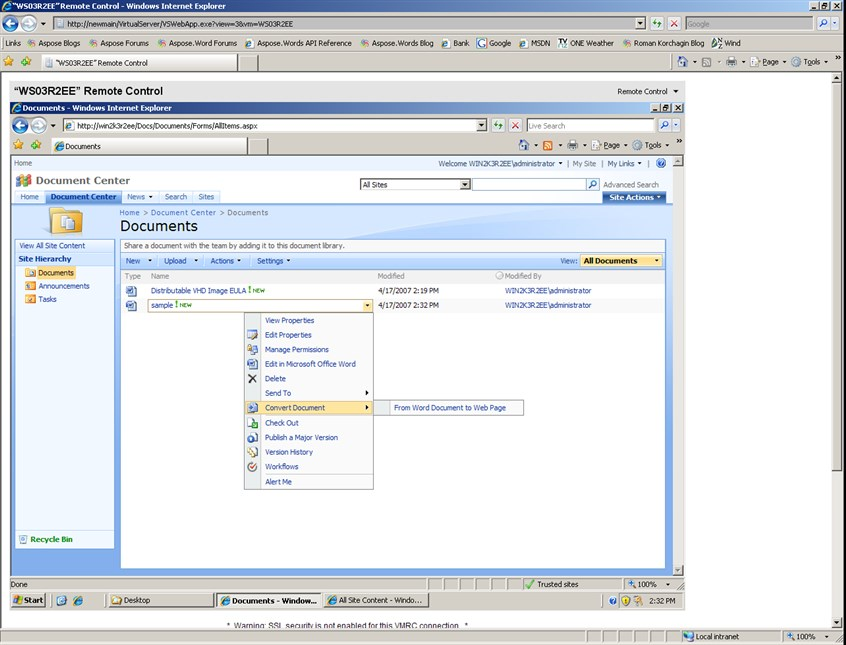 "WS03R2EE" Remote Control - Windows Internet Explorer
http://newmain/VirtualServer/VSWebApp.exe?view=3&vm=WS03R2EE
Google
Links Aspose Blogs Aspose Forums Aspose.Word Forums Aspose.Words API Reference Aspose.Words Blog Bank Google MSDN ONE Weather Roman Korchagin Blog Wind
"WS03R2EE" Remote Control
Page Tools
"WS03R2EE" Remote Control
Remote Control
Documents - Windows Internet Explorer
http://win2k3r2ee/Docs/Documents/Forms/AllItems.aspx
Live Search
Documents
Page Tools
Home
Welcome WIN2K3R2EE\administrator | My Site | My Links
Document Center
All Sites
Advanced Search
Home Document Center News Search Sites
Site Actions
Home > Document Center > Documents
Documents
View All Site Content
Share a document with the team by adding it to this document library.
Site Hierarchy
New Upload Actions Settings
View: All Documents
Documents
Type Name Modified Modified By
Announcements
Distributable VHD Image EULA ! NEW 4/17/2007 2:19 PM WIN2K3R2EE\administrator
Tasks
sample ! NEW 4/17/2007 2:32 PM WIN2K3R2EE\administrator
View Properties
Edit Properties
Manage Permissions
Edit in Microsoft Office Word
Delete
Send To
Convert Document
From Word Document to Web Page
Check Out
Publish a Major Version
Version History
Workflows
Alert Me
Recycle Bin
Done
Trusted sites
100%
Start
Desktop
Documents - Window...
All Site Content - Windo...
2:32 PM
* Warning: SSL security is not enabled for this VMRC connection. *
Local intranet
100%